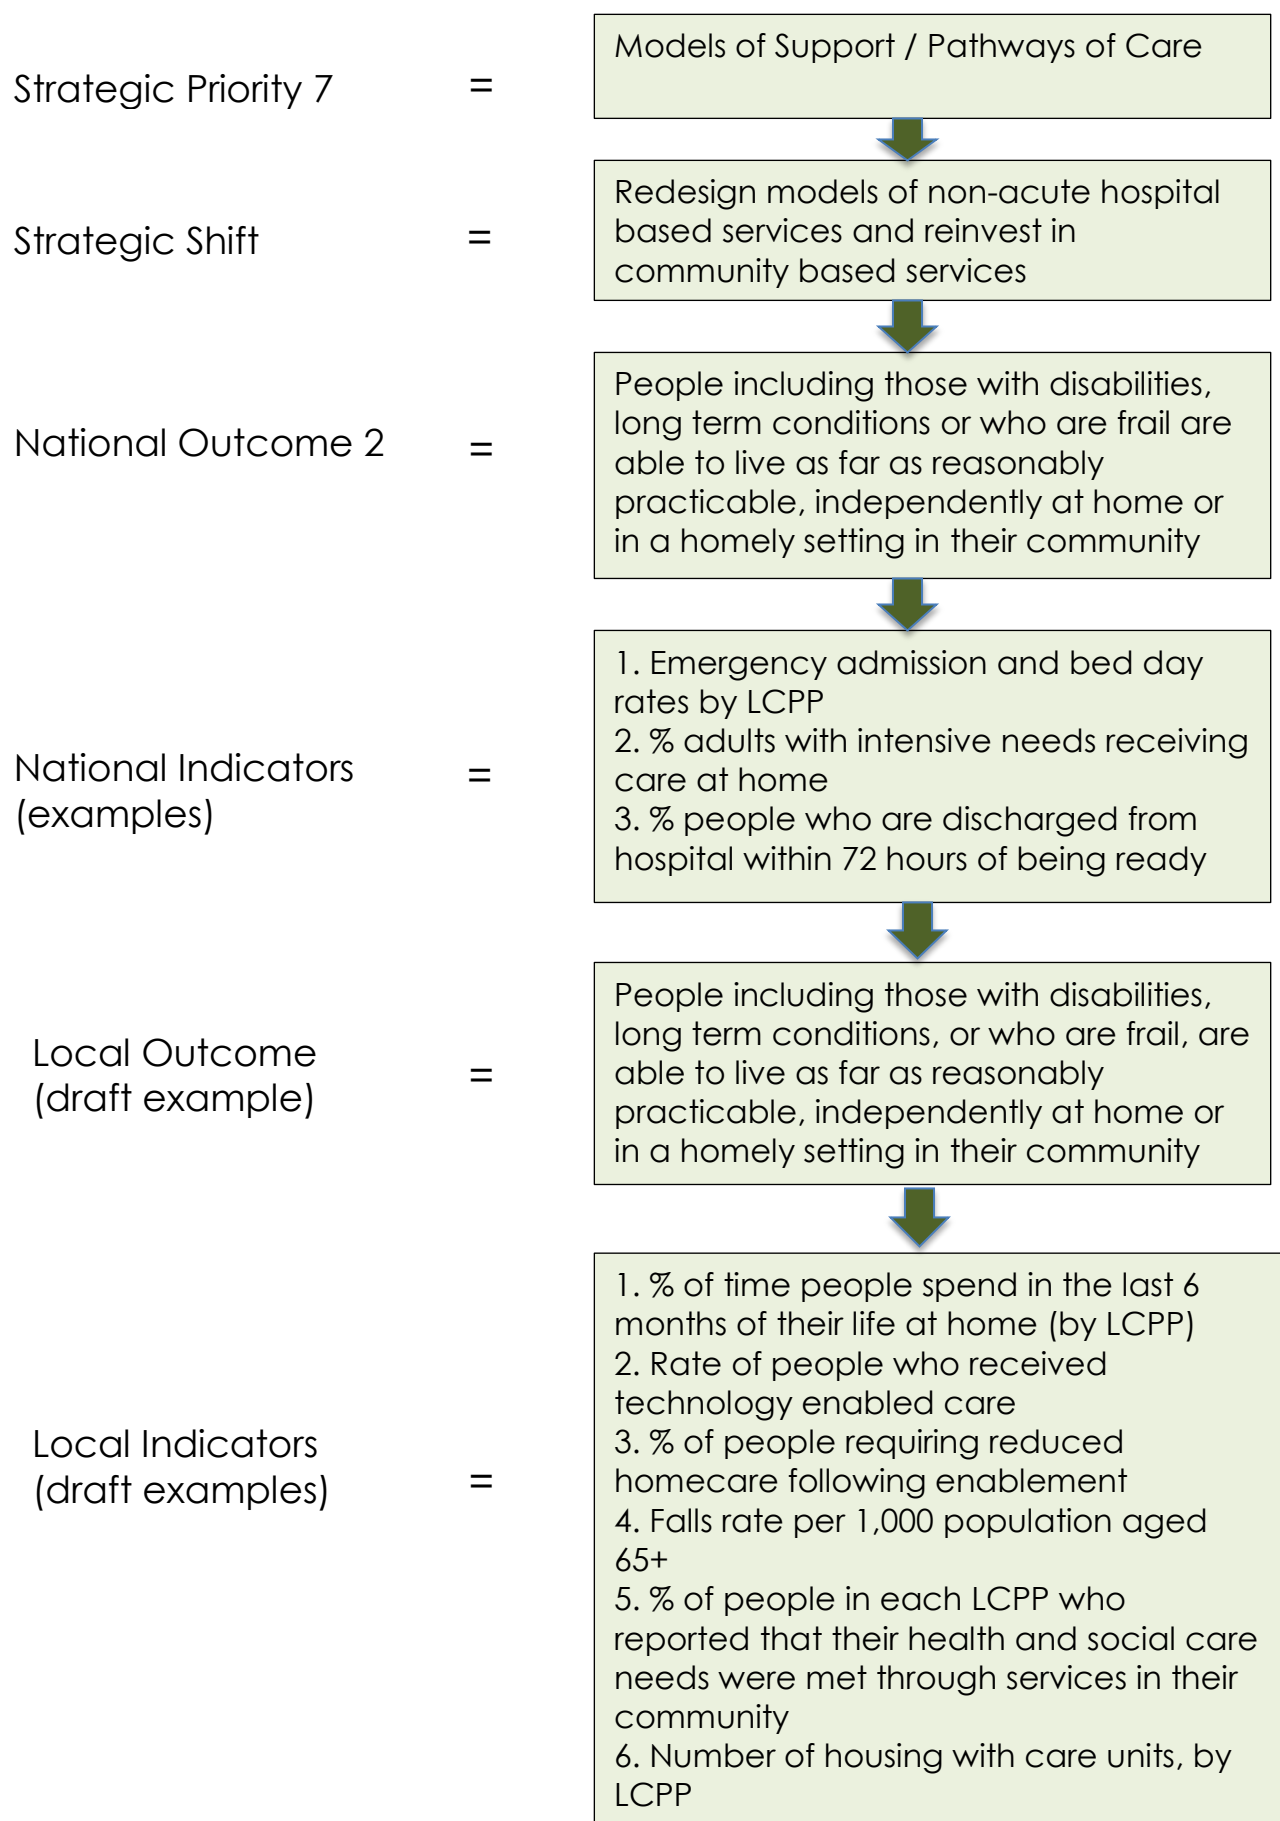 Strategic Priority 7 =
Models of Support / Pathways of Care
Strategic Shift =
Redesign models of non-acute hospital
based services and reinvest in
community based services
National Outcome 2 =
People including those with disabilities,
long term conditions or who are frail are
able to live as far as reasonably
practicable, independently at home or
in a homely setting in their community
National Indicators
(examples) =
1. Emergency admission and bed day
rates by LCPP
2. % adults with intensive needs receiving
care at home
3. % people who are discharged from
hospital within 72 hours of being ready
Local Outcome
(draft example) =
People including those with disabilities,
long term conditions, or who are frail, are
able to live as far as reasonably
practicable, independently at home or
in a homely setting in their community
Local Indicators
(draft examples) =
1. % of time people spend in the last 6
months of their life at home (by LCPP)
2. Rate of people who received
technology enabled care
3. % of people requiring reduced
homecare following enablement
4. Falls rate per 1,000 population aged
65+
5. % of people in each LCPP who
reported that their health and social care
needs were met through services in their
community
6. Number of housing with care units, by
LCPP